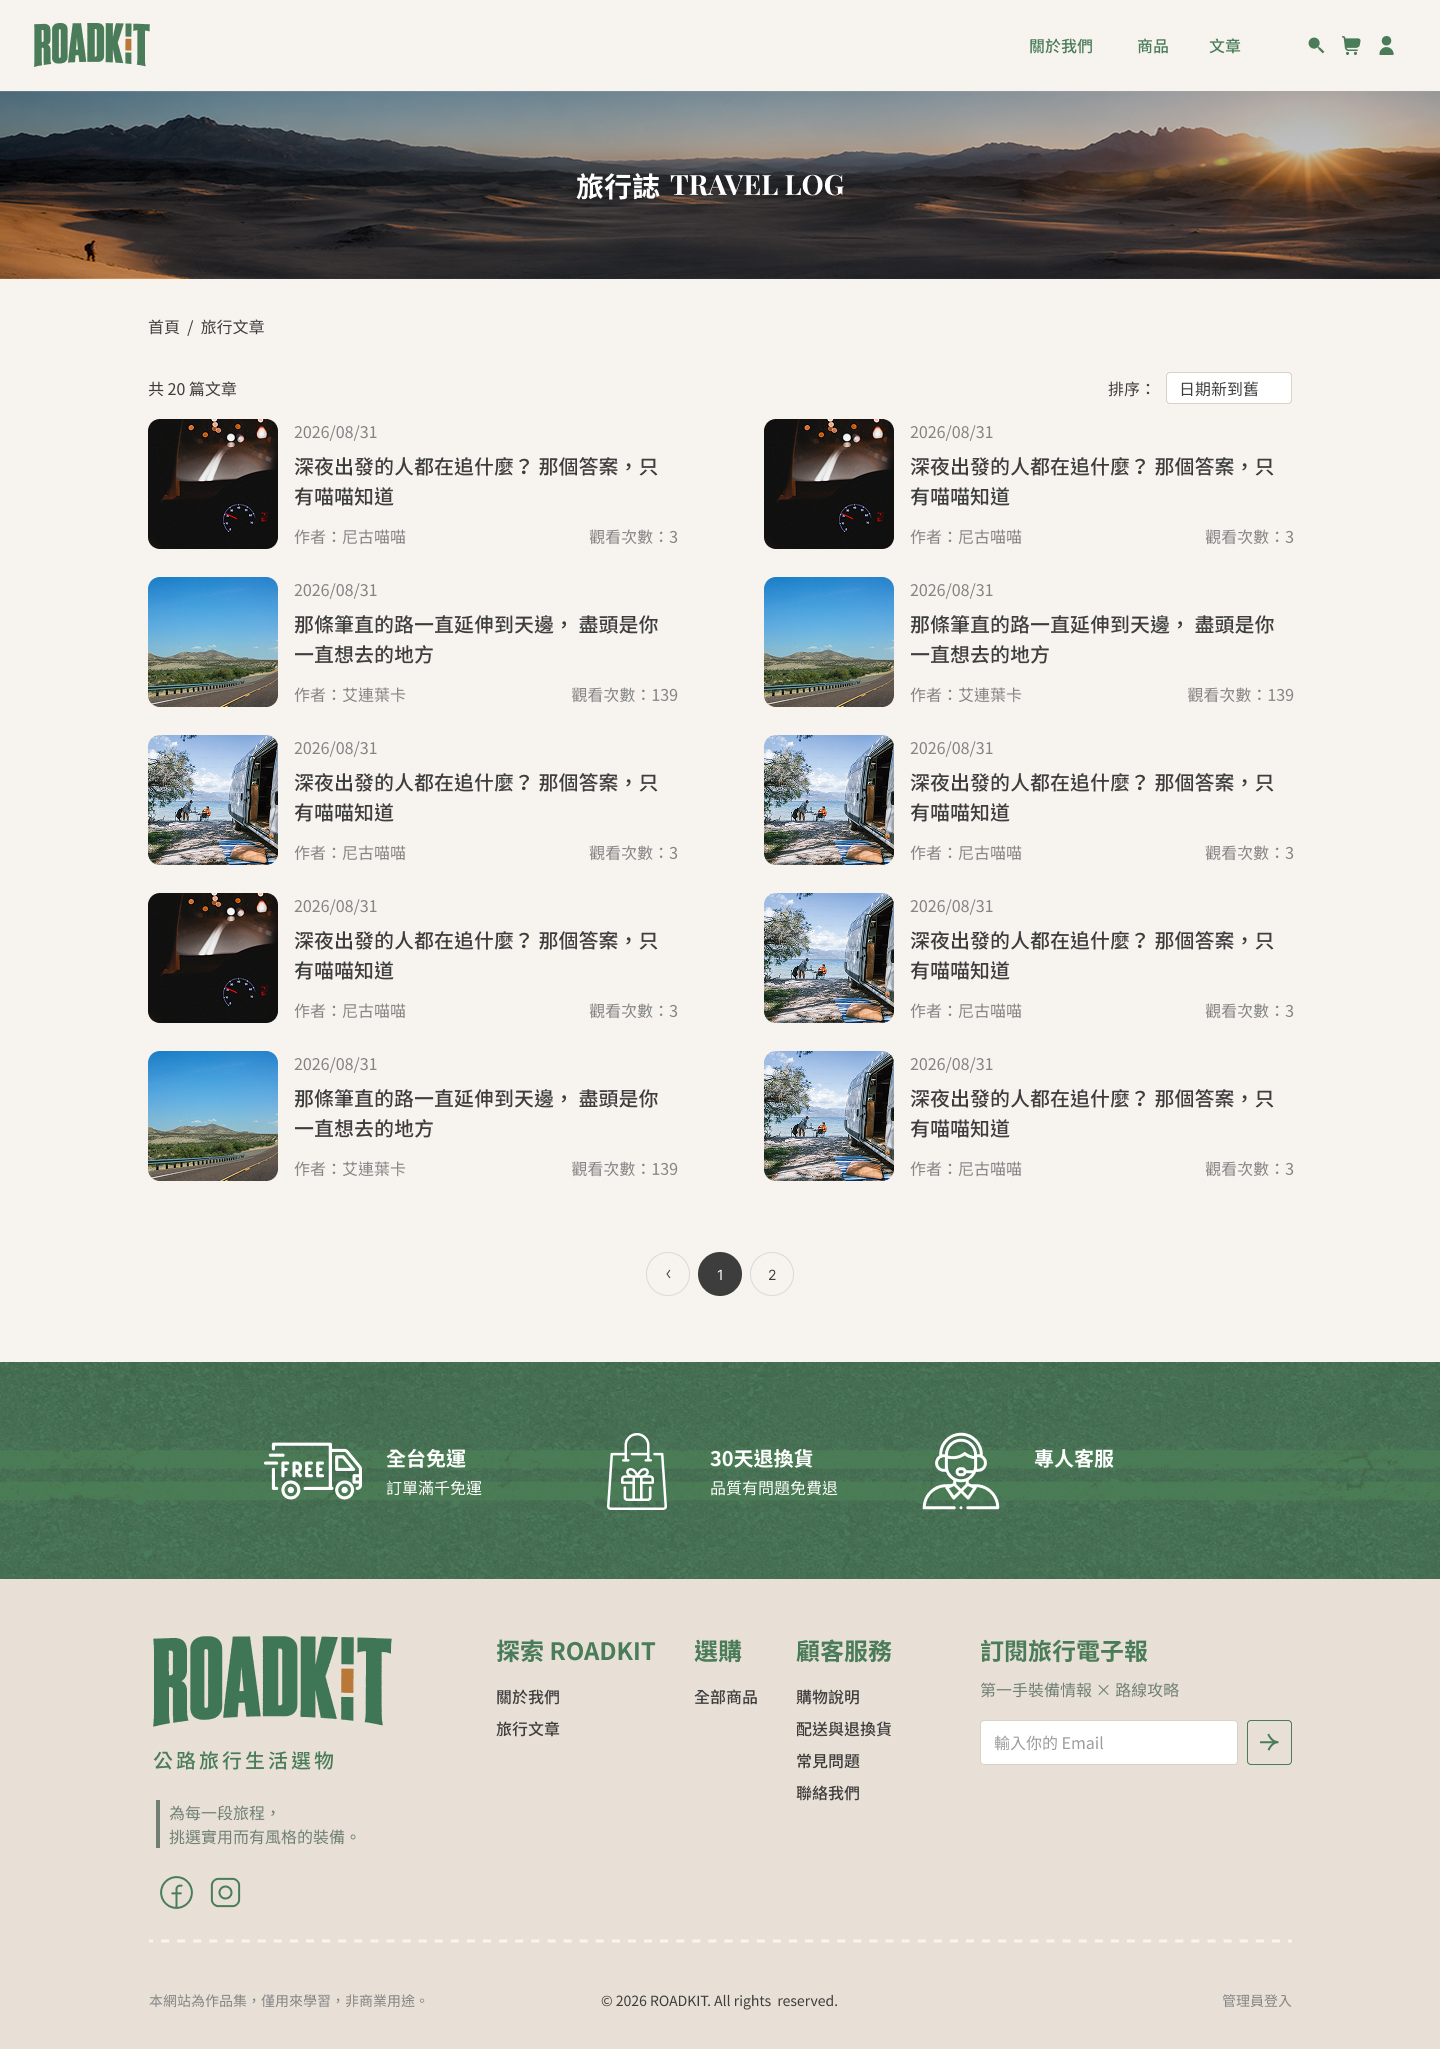 ROADKIT
關於我們 商品 文章
旅行誌 TRAVEL LOG
首頁 / 旅行文章
共 20 篇文章
排序： 日期新到舊
2026/08/31
深夜出發的人都在追什麼？ 那個答案，只
有喵喵知道
作者：尼古喵喵 觀看次數：3
2026/08/31
深夜出發的人都在追什麼？ 那個答案，只
有喵喵知道
作者：尼古喵喵 觀看次數：3
2026/08/31
那條筆直的路一直延伸到天邊， 盡頭是你
一直想去的地方
作者：艾連葉卡 觀看次數：139
2026/08/31
那條筆直的路一直延伸到天邊， 盡頭是你
一直想去的地方
作者：艾連葉卡 觀看次數：139
2026/08/31
深夜出發的人都在追什麼？ 那個答案，只
有喵喵知道
作者：尼古喵喵 觀看次數：3
2026/08/31
深夜出發的人都在追什麼？ 那個答案，只
有喵喵知道
作者：尼古喵喵 觀看次數：3
2026/08/31
深夜出發的人都在追什麼？ 那個答案，只
有喵喵知道
作者：尼古喵喵 觀看次數：3
2026/08/31
深夜出發的人都在追什麼？ 那個答案，只
有喵喵知道
作者：尼古喵喵 觀看次數：3
2026/08/31
那條筆直的路一直延伸到天邊， 盡頭是你
一直想去的地方
作者：艾連葉卡 觀看次數：139
2026/08/31
深夜出發的人都在追什麼？ 那個答案，只
有喵喵知道
作者：尼古喵喵 觀看次數：3
‹ 1 2
FREE
全台免運
訂單滿千免運
30天退換貨
品質有問題免費退
專人客服
ROADKIT
公路旅行生活選物
為每一段旅程，
挑選實用而有風格的裝備。
探索 ROADKIT
關於我們
旅行文章
選購
全部商品
顧客服務
購物說明
配送與退換貨
常見問題
聯絡我們
訂閱旅行電子報
第一手裝備情報 × 路線攻略
輸入你的 Email
本網站為作品集，僅用來學習，非商業用途。
© 2026 ROADKIT. All rights reserved.
管理員登入